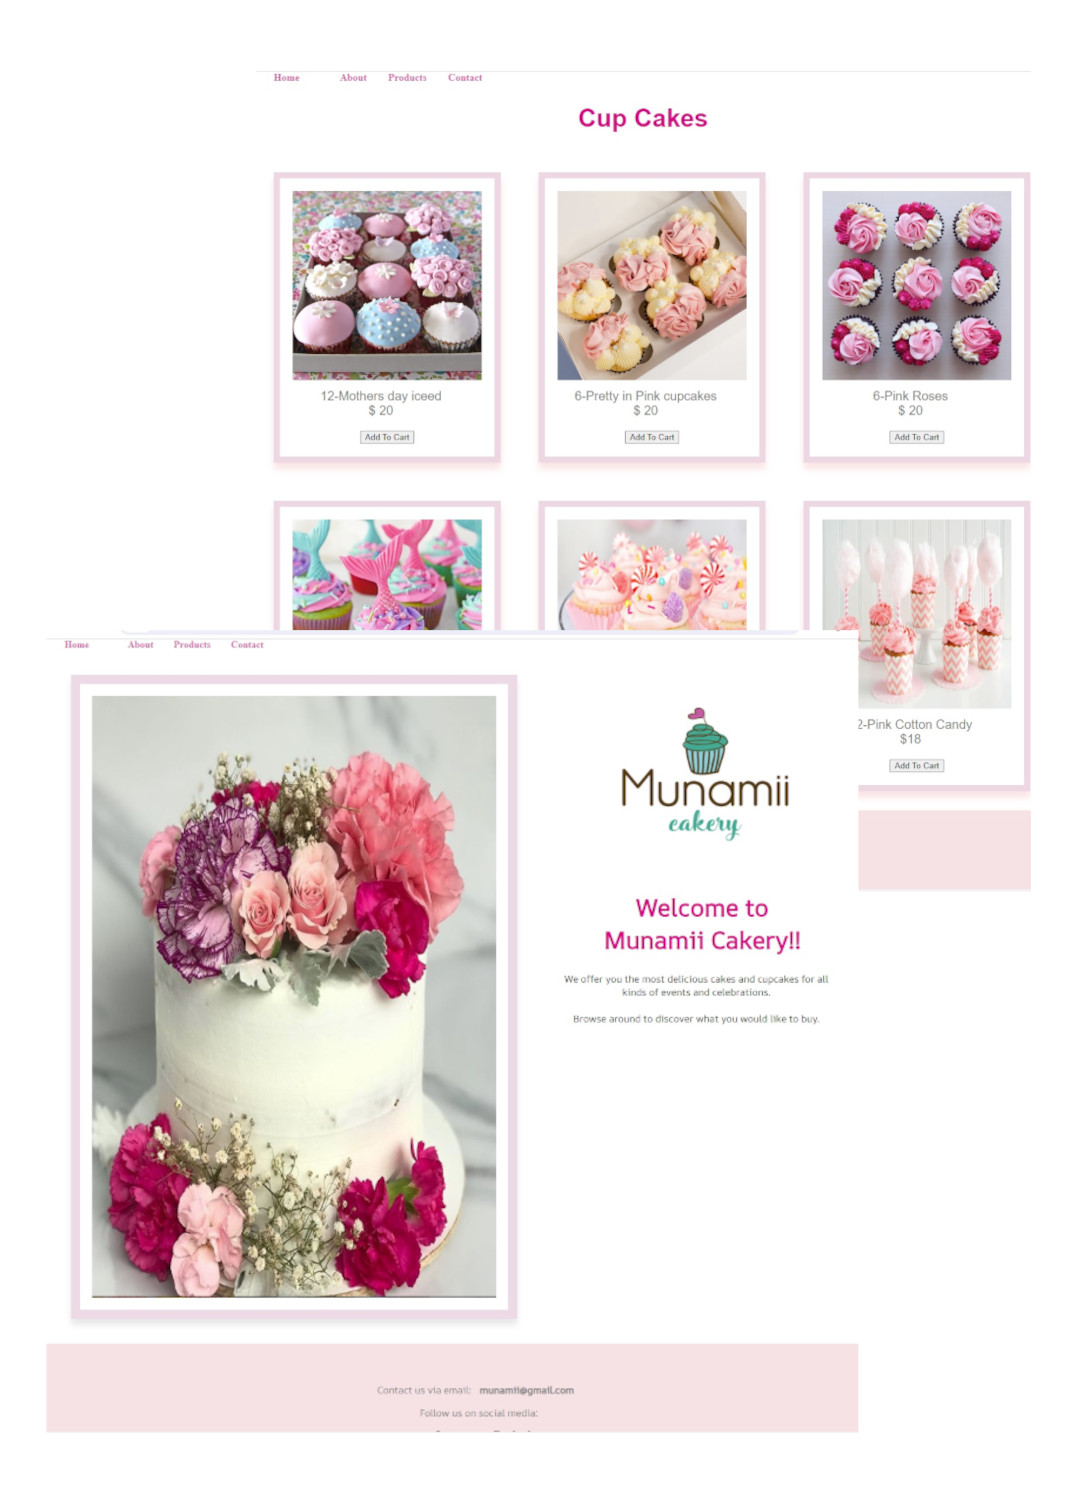 Home About Products Contact
Cup Cakes
12-Mothers day iceed
$ 20
Add To Cart
6-Pretty in Pink cupcakes
$ 20
Add To Cart
6-Pink Roses
$ 20
Add To Cart
2-Pink Cotton Candy
$18
Add To Cart
Home About Products Contact
Munamii
cakery
Welcome to
Munamii Cakery!!
We offer you the most delicious cakes and cupcakes for all
kinds of events and celebrations.
Browse around to discover what you would like to buy.
Contact us via email: munamii@gmail.com
Follow us on social media: